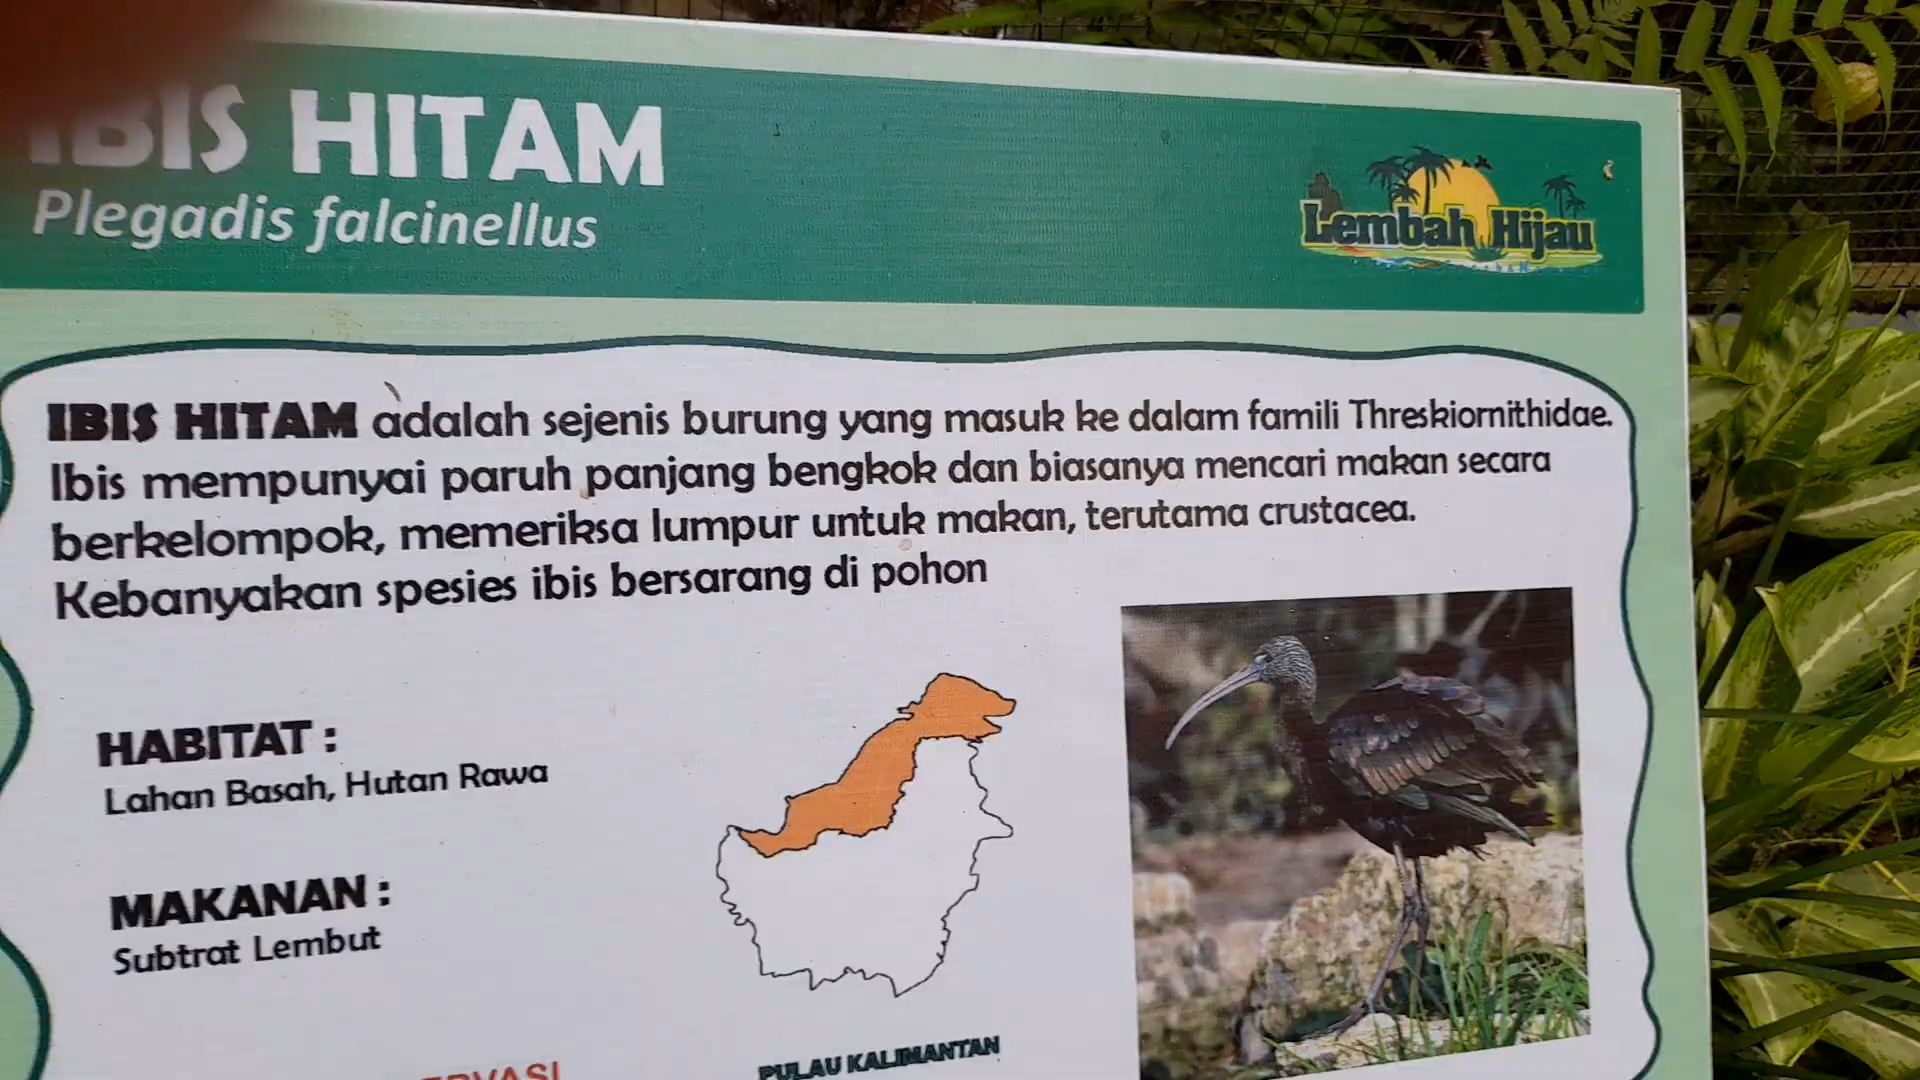 IBIS HITAM
Plegadis falcinellus
Lembah Hijau
IBIS HITAM adalah sejenis burung yang masuk ke dalam famili Threskiornithidae.
Ibis mempunyai paruh panjang bengkok dan biasanya mencari makan secara
berkelompok, memeriksa lumpur untuk makan, terutama crustacea.
Kebanyakan spesies ibis bersarang di pohon
HABITAT :
Lahan Basah, Hutan Rawa
MAKANAN :
Subtrat Lembut
PULAU KALIMANTAN